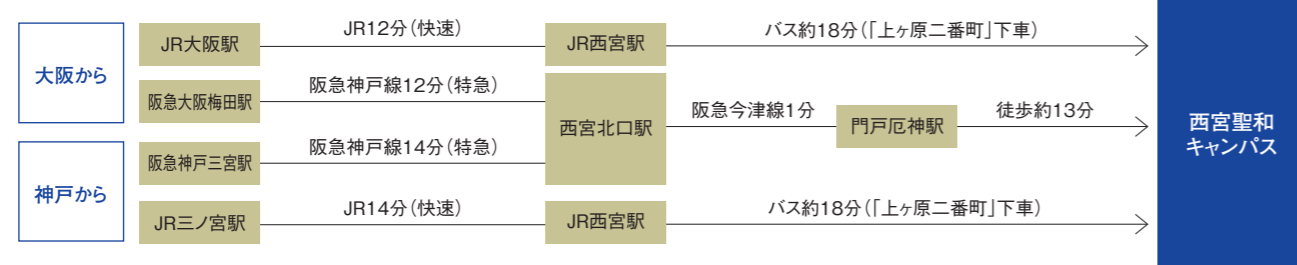 大阪から
JR大阪駅
JR12分（快速）
JR西宮駅
バス約18分（「上ヶ原二番町」下車）
阪急大阪梅田駅
阪急神戸線12分（特急）
西宮北口駅
阪急今津線1分
門戸厄神駅
徒歩約13分
西宮聖和
キャンパス
神戸から
阪急神戸三宮駅
阪急神戸線14分（特急）
JR三ノ宮駅
JR14分（快速）
JR西宮駅
バス約18分（「上ヶ原二番町」下車）